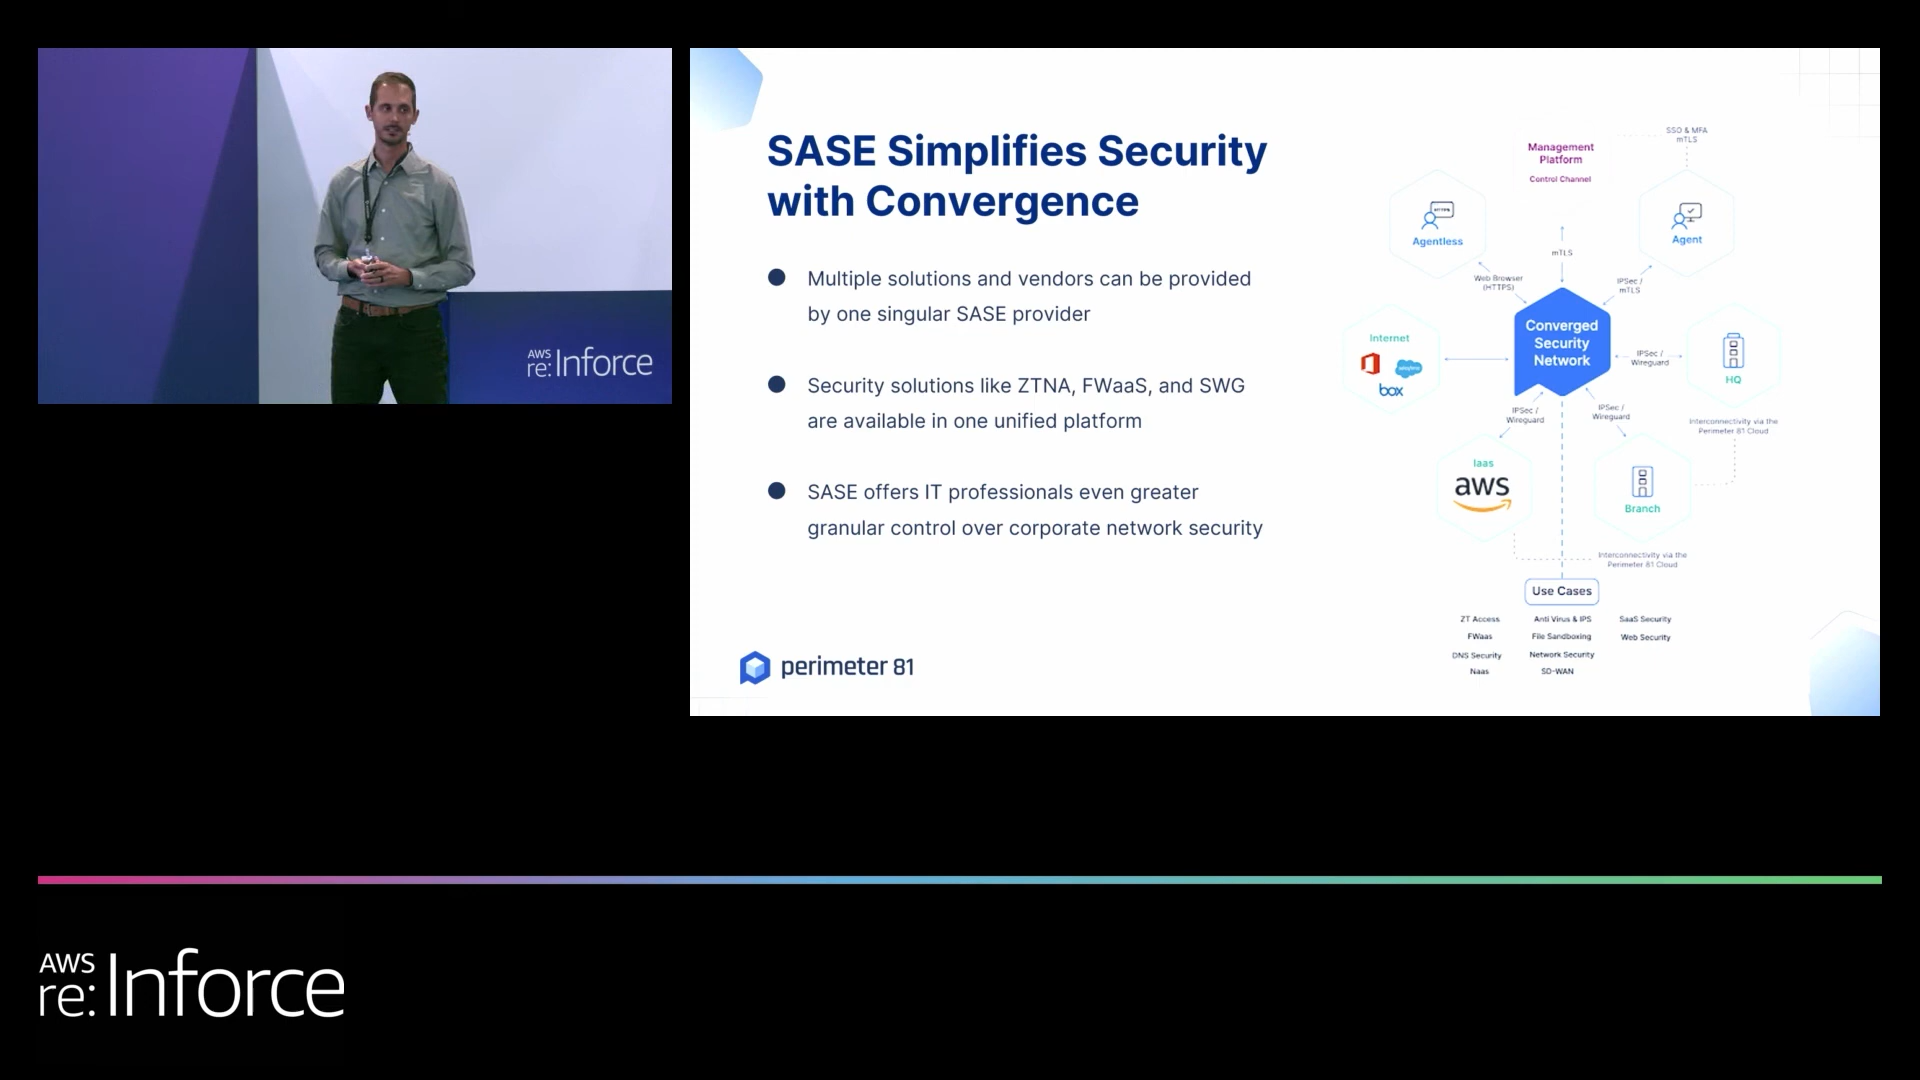 AWS
re:Inforce
SASE Simplifies Security
with Convergence
Multiple solutions and vendors can be provided
by one singular SASE provider
Security solutions like ZTNA, FWaaS, and SWG
are available in one unified platform
SASE offers IT professionals even greater
granular control over corporate network security
perimeter 81
SSO & MFA
mTLS
Management
Platform
Control Channel
Agentless
Agent
mTLS
Web Browser
(HTTPS)
IPSec /
mTLS
Internet
salesforce
box
Converged
Security
Network
IPSec /
Wireguard
HQ
IPSec /
Wireguard
IPSec /
Wireguard
Interconnectivity via the
Perimeter 81 Cloud
Iaas
aws
Branch
Interconnectivity via the
Perimeter 81 Cloud
Use Cases
ZT Access
Anti Virus & IPS
SaaS Security
FWaas
File Sandboxing
Web Security
DNS Security
Network Security
Naas
SD-WAN
AWS
re:Inforce